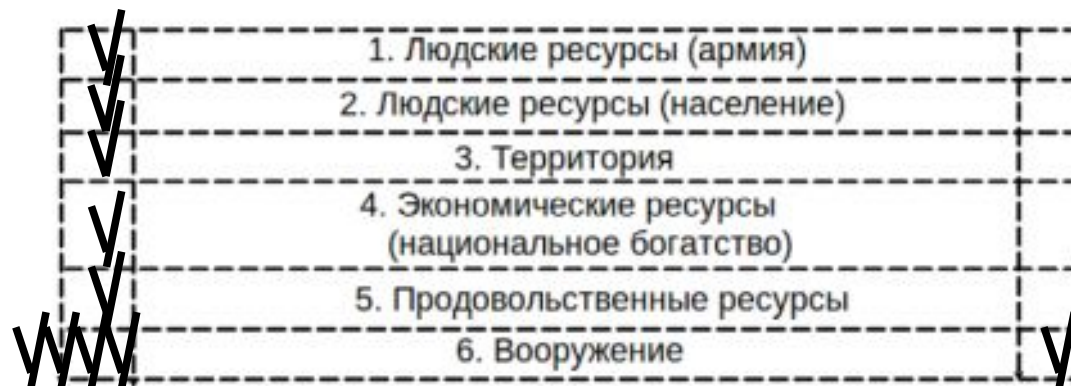 1. Людские ресурсы (армия)
2. Людские ресурсы (население)
3. Территория
4. Экономические ресурсы
(национальное богатство)
5. Продовольственные ресурсы
6. Вооружение